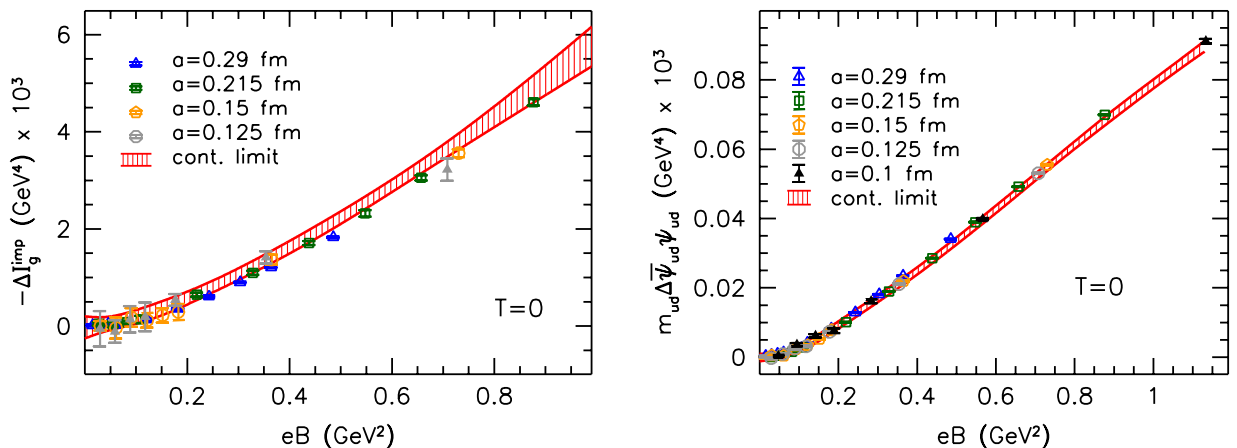 6
4
2
0
−ΔI_g^imp (GeV⁴) × 10³
a=0.29 fm
a=0.215 fm
a=0.15 fm
a=0.125 fm
cont. limit
T=0
0.2 0.4 0.6 0.8
eB (GeV²)
0.08
0.06
0.04
0.02
0
m_ud Δψ̄_ud ψ_ud (GeV⁴) × 10³
a=0.29 fm
a=0.215 fm
a=0.15 fm
a=0.125 fm
a=0.1 fm
cont. limit
T=0
0.2 0.4 0.6 0.8 1
eB (GeV²)